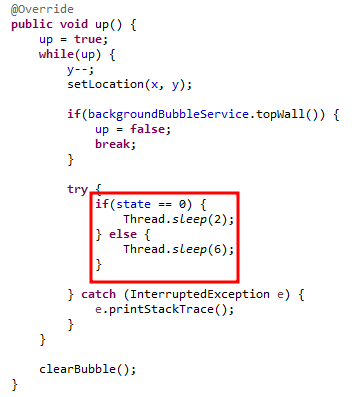 @Override
public void up() {
    up = true;
    while(up) {
        y--;
        setLocation(x, y);

        if(backgroundBubbleService.topWall()) {
            up = false;
            break;
        }

        try {
            if(state == 0) {
                Thread.sleep(2);
            } else {
                Thread.sleep(6);
            }

        } catch (InterruptedException e) {
            e.printStackTrace();
        }
    }

    clearBubble();
}